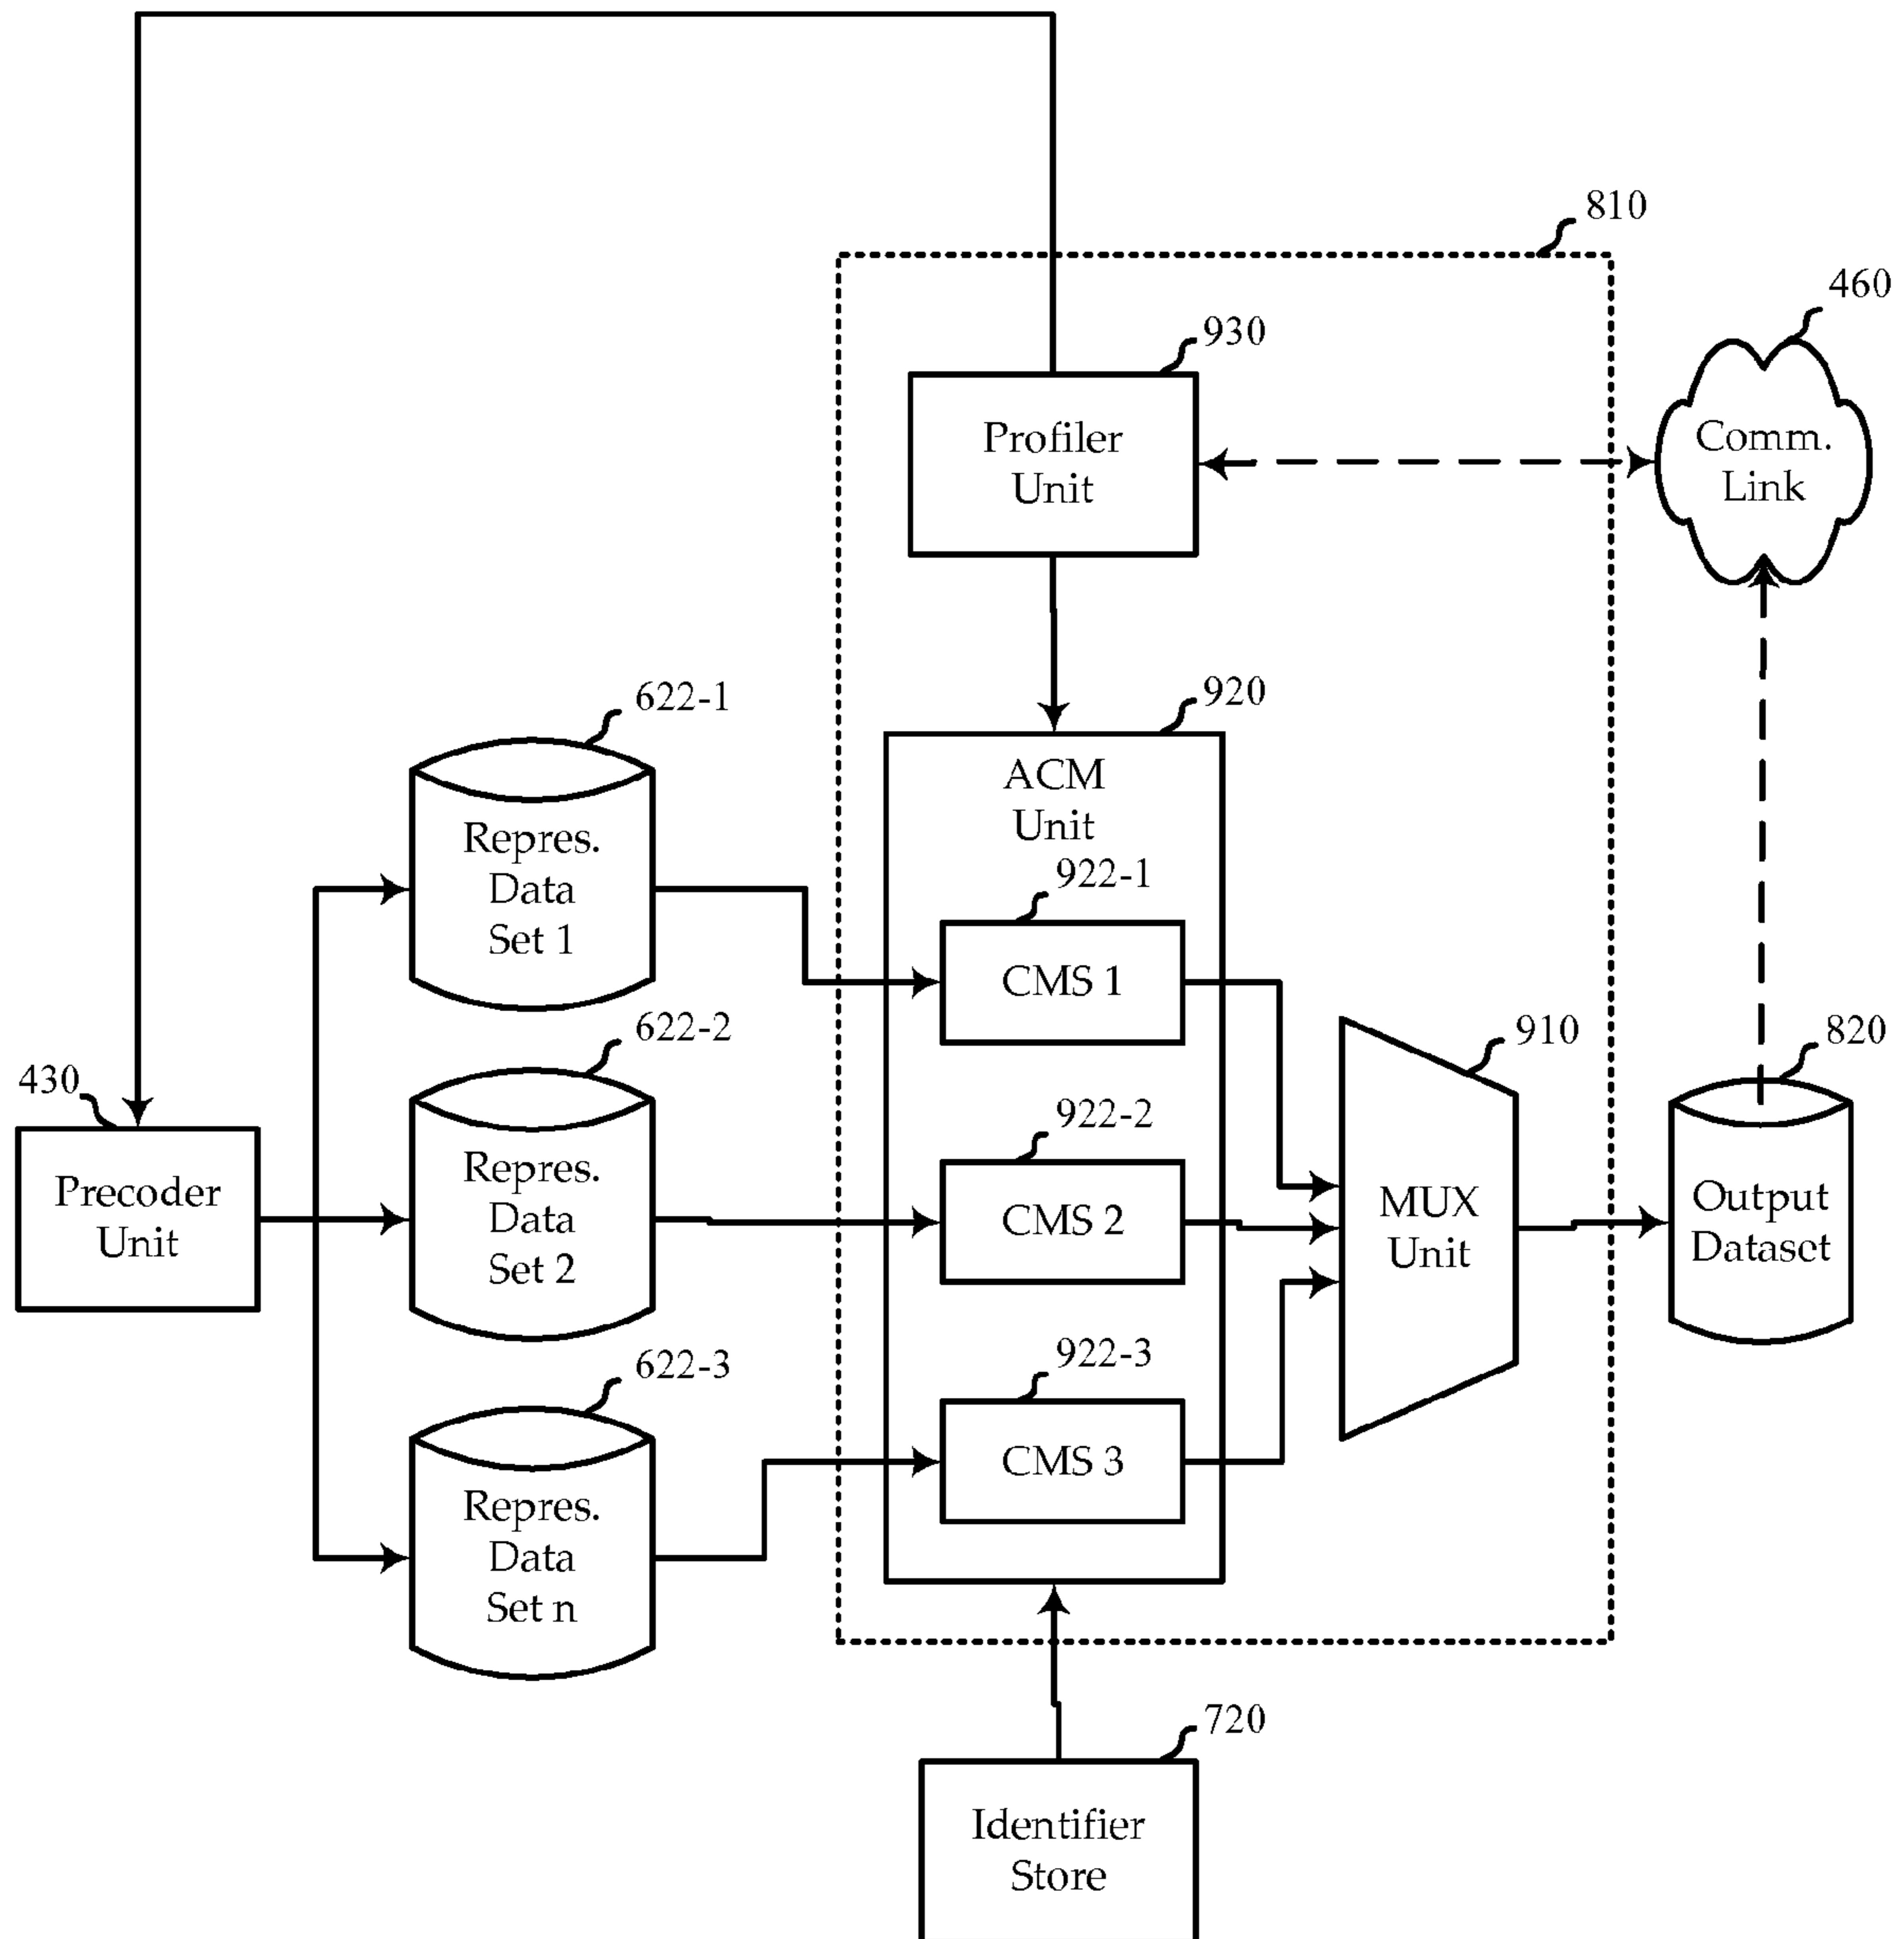 810
460
930
Profiler
Unit
Comm.
Link
622-1
920
Repres.
Data
Set 1
ACM
Unit
922-1
CMS 1
622-2
910
820
430
Precoder
Unit
Repres.
Data
Set 2
922-2
CMS 2
MUX
Unit
Output
Dataset
622-3
922-3
CMS 3
Repres.
Data
Set n
720
Identifier
Store